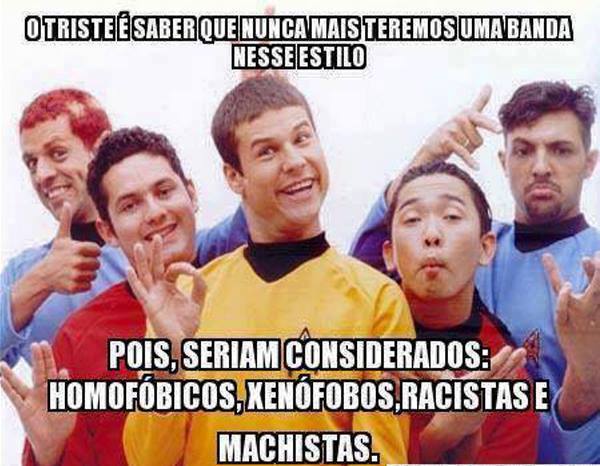 O TRISTE É SABER QUE NUNCA MAIS TEREMOS UMA BANDA
NESSE ESTILO
POIS, SERIAM CONSIDERADOS:
HOMOFÓBICOS, XENÓFOBOS,RACISTAS E
MACHISTAS.